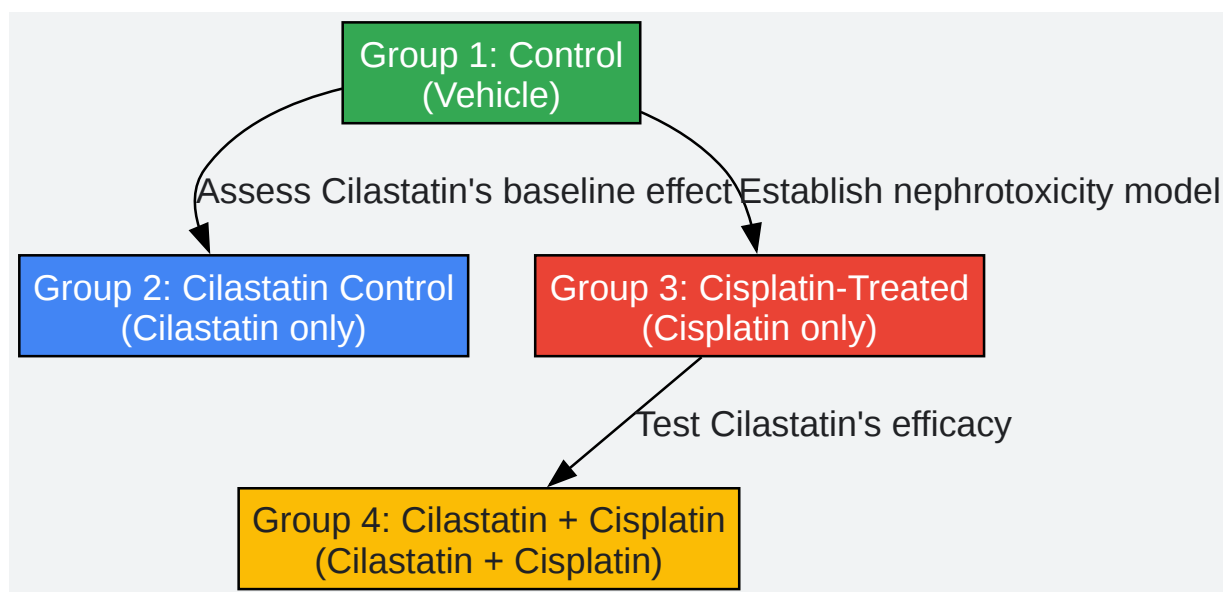 Group 1: Control
(Vehicle)
Assess Cilastatin's baseline effect
Establish nephrotoxicity model
Group 2: Cilastatin Control
(Cilastatin only)
Group 3: Cisplatin-Treated
(Cisplatin only)
Test Cilastatin's efficacy
Group 4: Cilastatin + Cisplatin
(Cilastatin + Cisplatin)